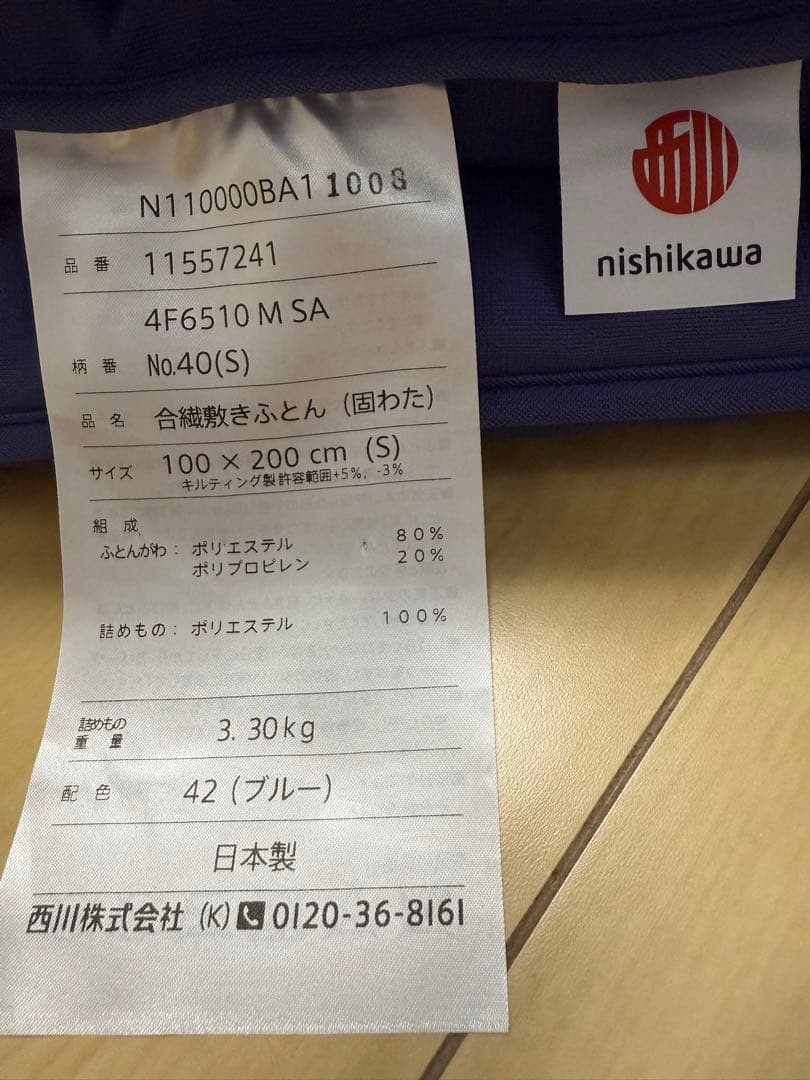 N110000BA1 1008
品番 11557241
4F6510 M SA
柄番 No.40(S)
品名 合繊敷きふとん (固わた)
サイズ 100 × 200 cm (S)
キルティング製 許容範囲+5%, -3%
組成
ふとんがわ: ポリエステル 80%
ポリプロピレン 20%
詰めもの: ポリエステル 100%
詰めもの
重量 3.30kg
配色 42 (ブルー)
日本製
西川株式会社 (K) 0120-36-8161
西川
nishikawa